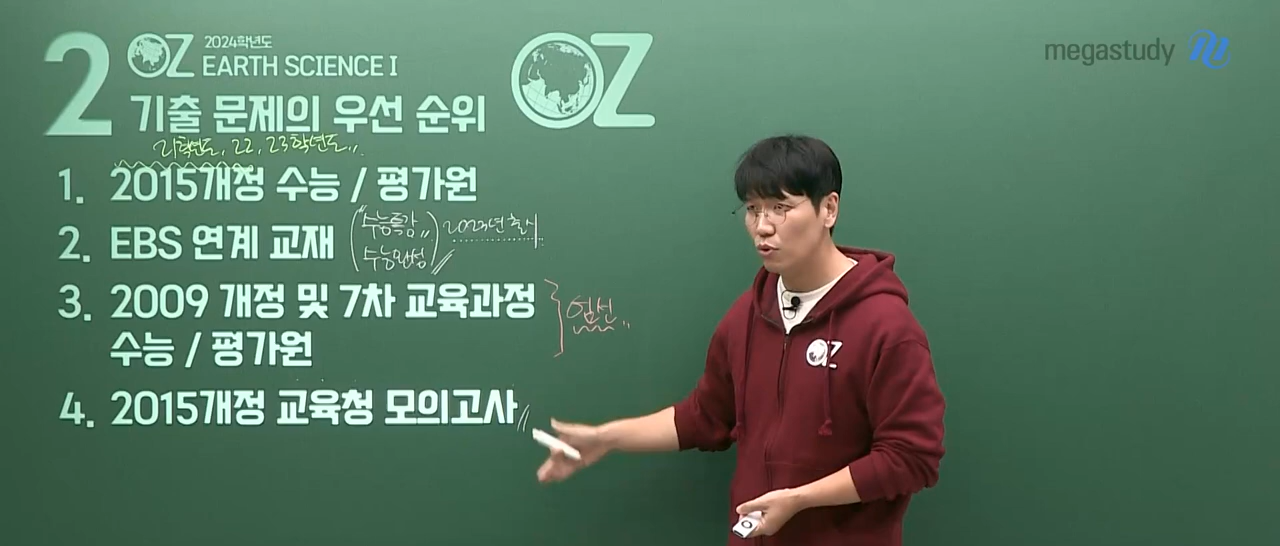 2
OZ 2024학년도
EARTH SCIENCE I
기출 문제의 우선 순위
OZ
megastudy
21학년도, 22, 23학년도,,
1. 2015개정 수능 / 평가원
2. EBS 연계 교재 (수능특강,, 수능완성) 2023년 출시
3. 2009 개정 및 7차 교육과정
수능 / 평가원
엄선,,
4. 2015개정 교육청 모의고사
OZ